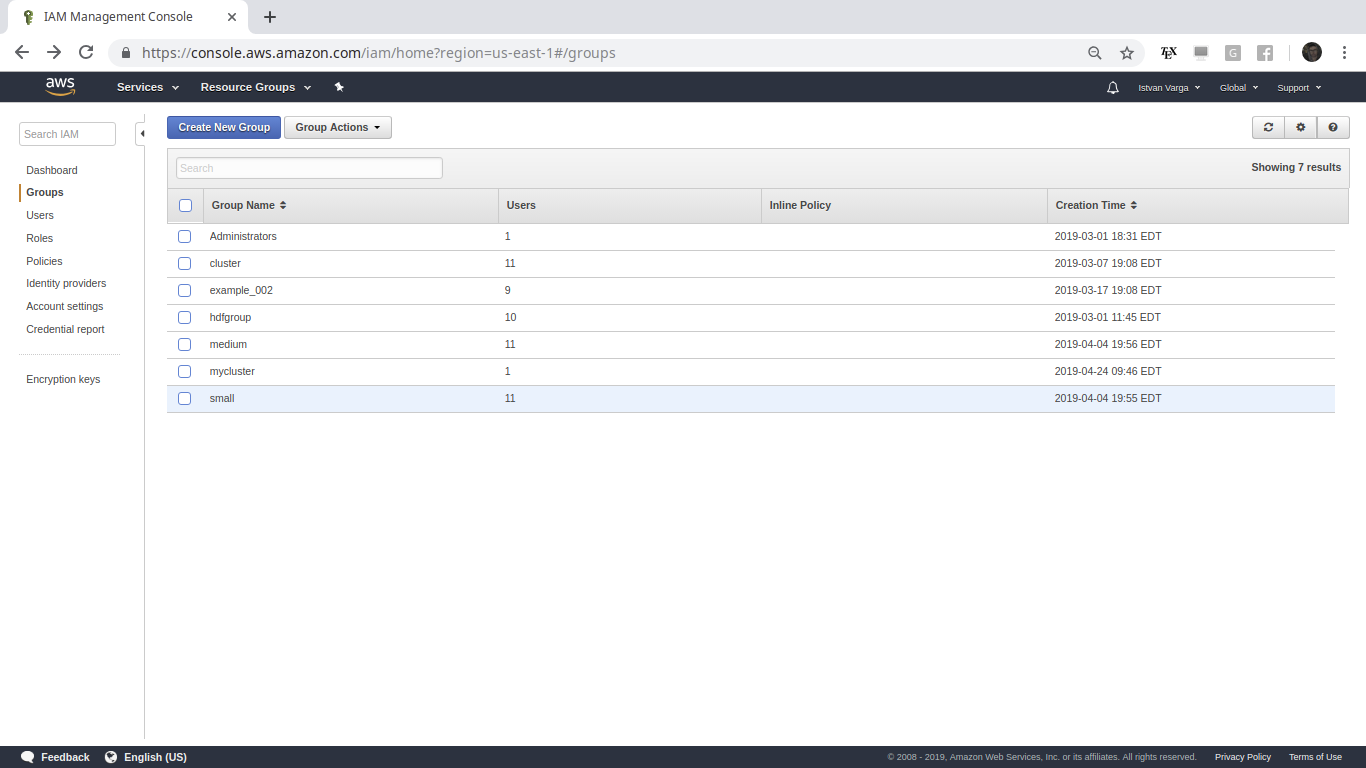 IAM Management Console
https://console.aws.amazon.com/iam/home?region=us-east-1#/groups
TEX
G
aws
Services
Resource Groups
Istvan Varga
Global
Support
Search IAM
Dashboard
Groups
Users
Roles
Policies
Identity providers
Account settings
Credential report
Encryption keys
Create New Group
Group Actions
Search
Showing 7 results
Group Name Users Inline Policy Creation Time
Administrators 1 2019-03-01 18:31 EDT
cluster 11 2019-03-07 19:08 EDT
example_002 9 2019-03-17 19:08 EDT
hdfgroup 10 2019-03-01 11:45 EDT
medium 11 2019-04-04 19:56 EDT
mycluster 1 2019-04-24 09:46 EDT
small 11 2019-04-04 19:55 EDT
Feedback
English (US)
© 2008 - 2019, Amazon Web Services, Inc. or its affiliates. All rights reserved.
Privacy Policy
Terms of Use